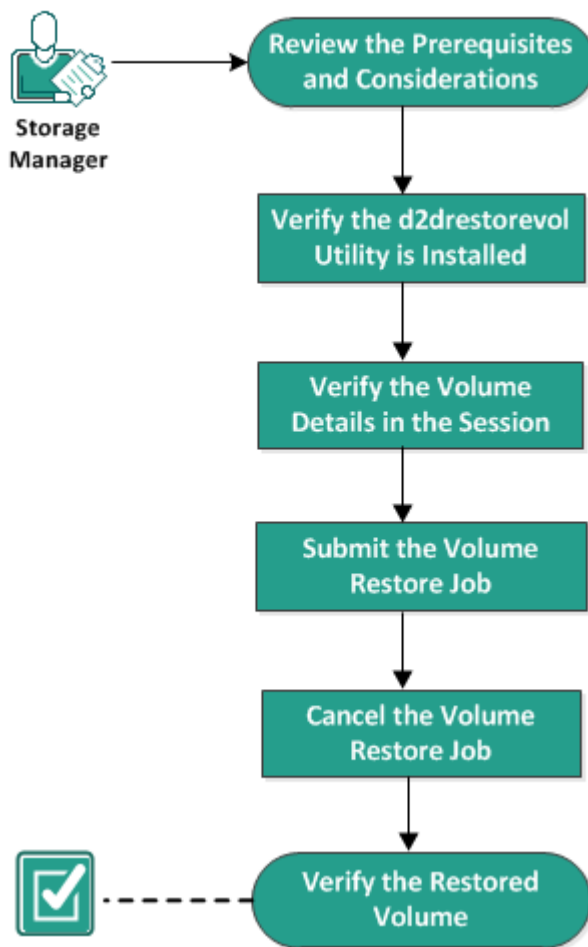 Storage
Manager
Review the Prerequisites
and Considerations
Verify the d2drestorevol
Utility is Installed
Verify the Volume
Details in the Session
Submit the Volume
Restore Job
Cancel the Volume
Restore Job
Verify the Restored
Volume